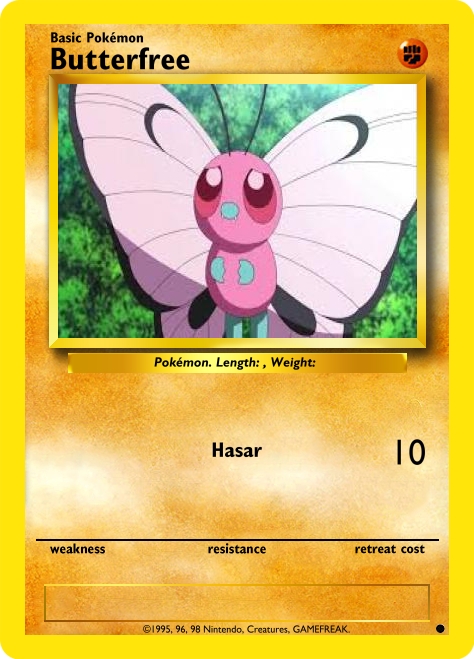 Basic Pokémon
Butterfree
Pokémon. Length: , Weight:
Hasar 10
weakness resistance retreat cost
©1995, 96, 98 Nintendo, Creatures, GAMEFREAK.